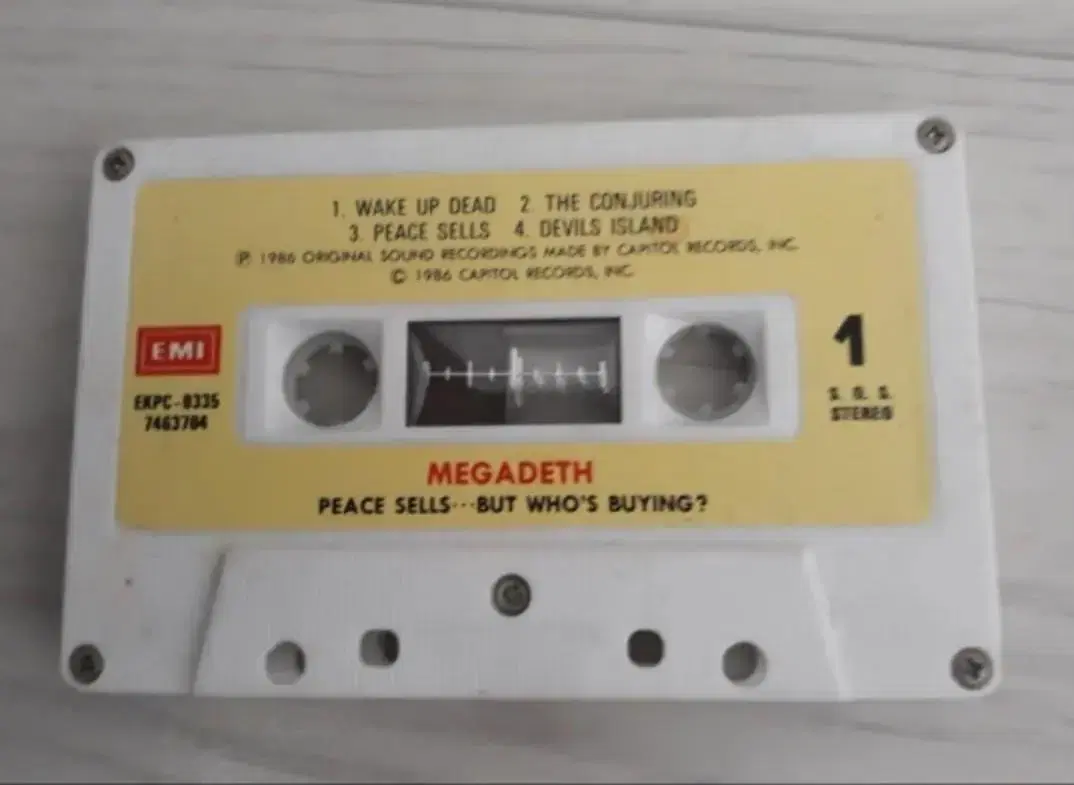 1. WAKE UP DEAD 2. THE CONJURING
3. PEACE SELLS 4. DEVILS ISLAND
℗ 1986 ORIGINAL SOUND RECORDINGS MADE BY CAPITOL RECORDS, INC.
© 1986 CAPITOL RECORDS, INC.
EMI
EKPC-0335
7463704
1
STEREO
MEGADETH
PEACE SELLS···BUT WHO'S BUYING?